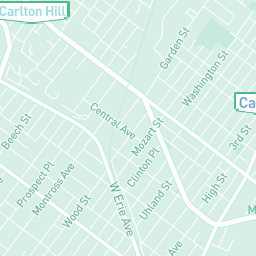 Carlton Hill
Garden St
Washington St
Ca
Central Ave
Mozart St
Beech St
3rd St
Clinton Pl
Prospect Pl
Montross Ave
W Erie Ave
Wood St
Uhland St
High St
M
Ave